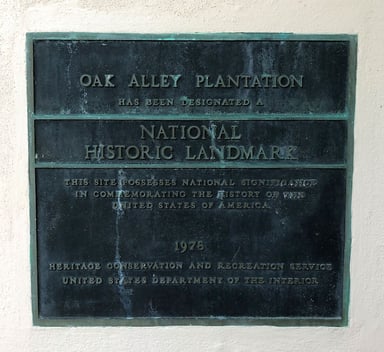 OAK ALLEY PLANTATION
HAS BEEN DESIGNATED A
NATIONAL
HISTORIC LANDMARK
THIS SITE POSSESSES NATIONAL SIGNIFICANCE
IN COMMEMORATING THE HISTORY OF THE
UNITED STATES OF AMERICA
1978
HERITAGE CONSERVATION AND RECREATION SERVICE
UNITED STATES DEPARTMENT OF THE INTERIOR